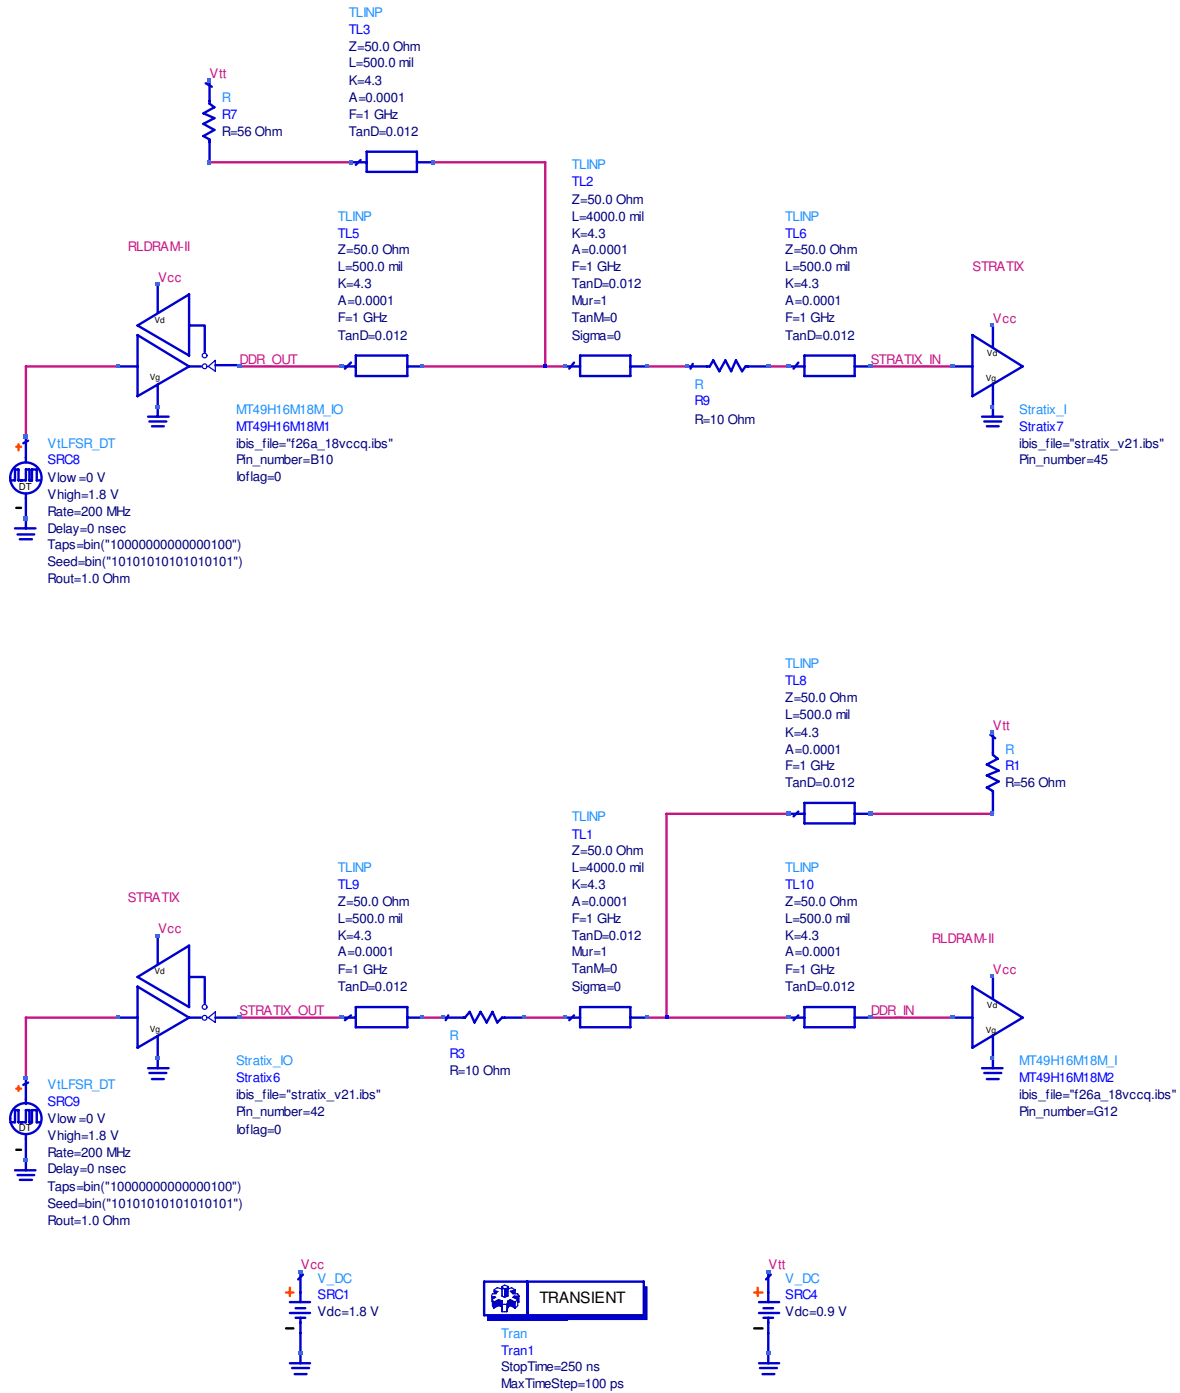 TLINP
TL3
Z=50.0 Ohm
L=500.0 mil
K=4.3
A=0.0001
F=1 GHz
TanD=0.012
Vtt
R
R7
R=56 Ohm
TLINP
TL2
Z=50.0 Ohm
L=4000.0 mil
K=4.3
A=0.0001
F=1 GHz
TanD=0.012
Mur=1
TanM=0
Sigma=0
TLINP
TL5
Z=50.0 Ohm
L=500.0 mil
K=4.3
A=0.0001
F=1 GHz
TanD=0.012
TLINP
TL6
Z=50.0 Ohm
L=500.0 mil
K=4.3
A=0.0001
F=1 GHz
TanD=0.012
RLDRAM-II
Vcc
Vd
Vg
DDR_OUT
MT49H16M18M_IO
MT49H16M18M1
ibis_file="f26a_18vccq.ibs"
Pin_number=B10
Ioflag=0
R
R9
R=10 Ohm
STRATIX_IN
STRATIX
Vcc
Vd
Vg
Stratix_I
Stratix7
ibis_file="stratix_v21.ibs"
Pin_number=45
DT
VtLFSR_DT
SRC8
Vlow=0 V
Vhigh=1.8 V
Rate=200 MHz
Delay=0 nsec
Taps=bin("10000000000000100")
Seed=bin("10101010101010101")
Rout=1.0 Ohm
TLINP
TL8
Z=50.0 Ohm
L=500.0 mil
K=4.3
A=0.0001
F=1 GHz
TanD=0.012
Vtt
R
R1
R=56 Ohm
TLINP
TL1
Z=50.0 Ohm
L=4000.0 mil
K=4.3
A=0.0001
F=1 GHz
TanD=0.012
Mur=1
TanM=0
Sigma=0
TLINP
TL9
Z=50.0 Ohm
L=500.0 mil
K=4.3
A=0.0001
F=1 GHz
TanD=0.012
TLINP
TL10
Z=50.0 Ohm
L=500.0 mil
K=4.3
A=0.0001
F=1 GHz
TanD=0.012
STRATIX
Vcc
Vd
Vg
STRATIX_OUT
Stratix_IO
Stratix6
ibis_file="stratix_v21.ibs"
Pin_number=42
Ioflag=0
R
R3
R=10 Ohm
DDR_IN
RLDRAM-II
Vcc
Vd
Vg
MT49H16M18M_I
MT49H16M18M2
ibis_file="f26a_18vccq.ibs"
Pin_number=G12
DT
VtLFSR_DT
SRC9
Vlow=0 V
Vhigh=1.8 V
Rate=200 MHz
Delay=0 nsec
Taps=bin("10000000000000100")
Seed=bin("10101010101010101")
Rout=1.0 Ohm
Vcc
V_DC
SRC1
Vdc=1.8 V
TRANSIENT
Tran
Tran1
StopTime=250 ns
MaxTimeStep=100 ps
Vtt
V_DC
SRC4
Vdc=0.9 V